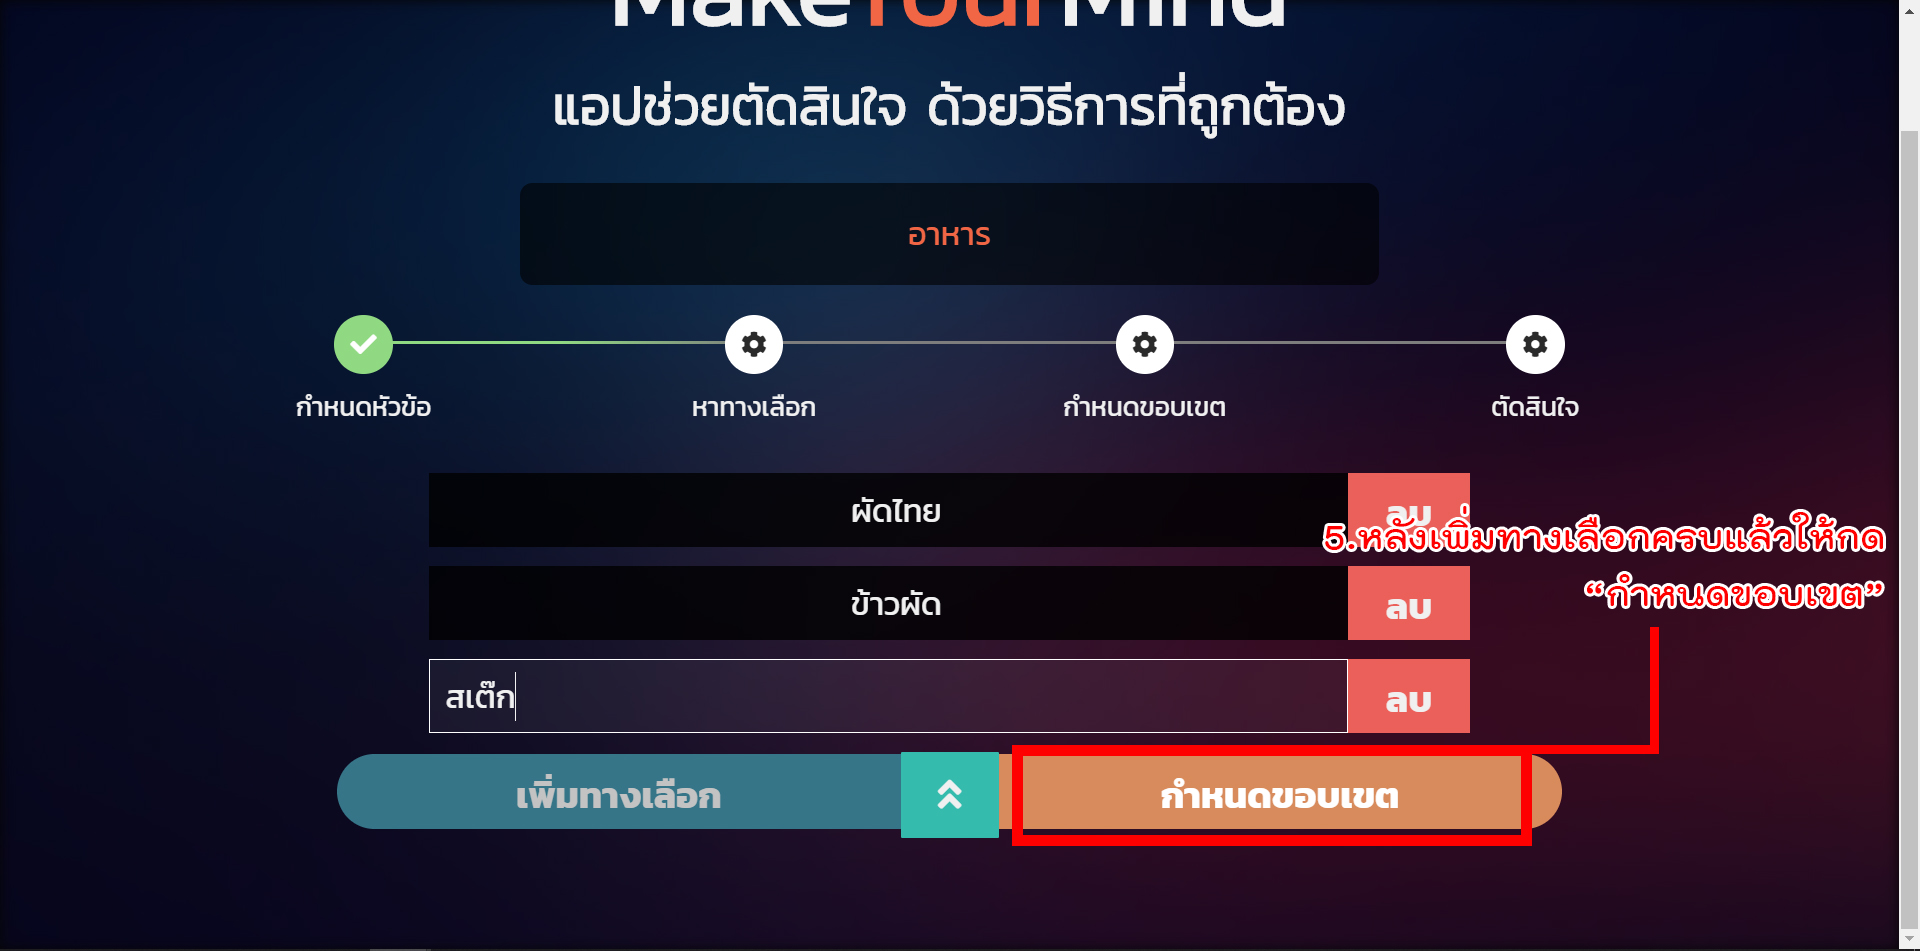 MakeYourMind
แอปช่วยตัดสินใจ ด้วยวิธีการที่ถูกต้อง
อาหาร
กำหนดหัวข้อ
หาทางเลือก
กำหนดขอบเขต
ตัดสินใจ
ผัดไทย
ลบ
5.หลังเพิ่มทางเลือกครบแล้วให้กด
“กำหนดขอบเขต”
ข้าวผัด
ลบ
สเต๊ก
ลบ
เพิ่มทางเลือก
กำหนดขอบเขต